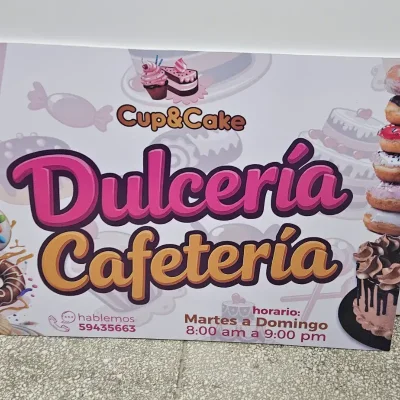 Cup&Cake
Dulcería
Cafetería
hablemos
59435663
horario:
Martes a Domingo
8:00 am a 9:00 pm